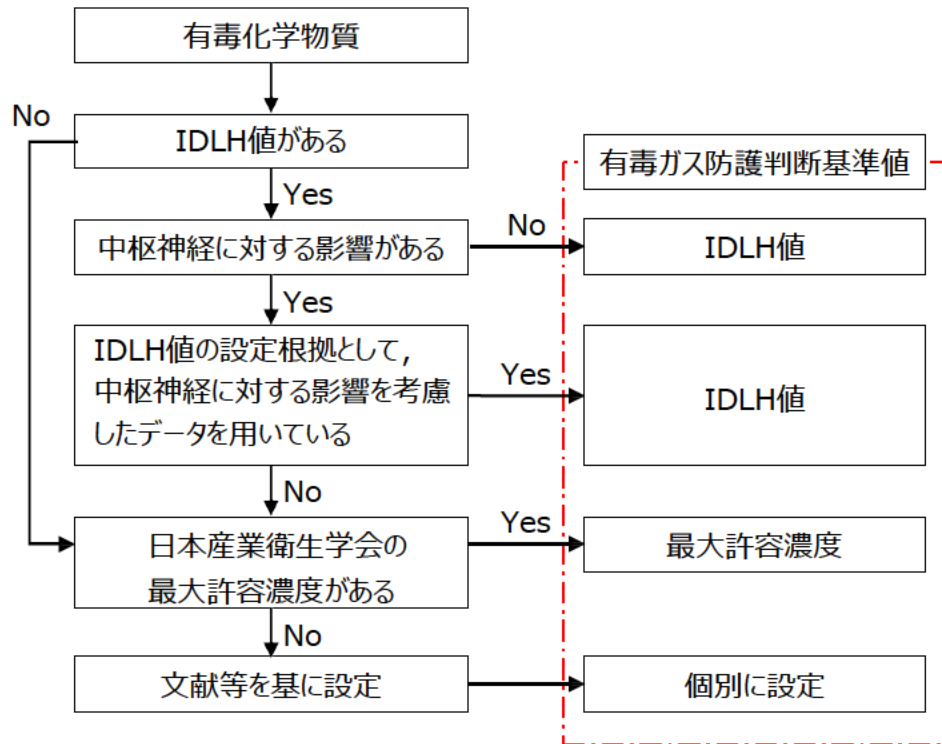 有毒化学物質
No
IDLH値がある
有毒ガス防護判断基準値
Yes
中枢神経に対する影響がある
No
IDLH値
Yes
IDLH値の設定根拠として,
中枢神経に対する影響を考慮
したデータを用いている
Yes
IDLH値
No
日本産業衛生学会の
最大許容濃度がある
Yes
最大許容濃度
No
文献等を基に設定
個別に設定